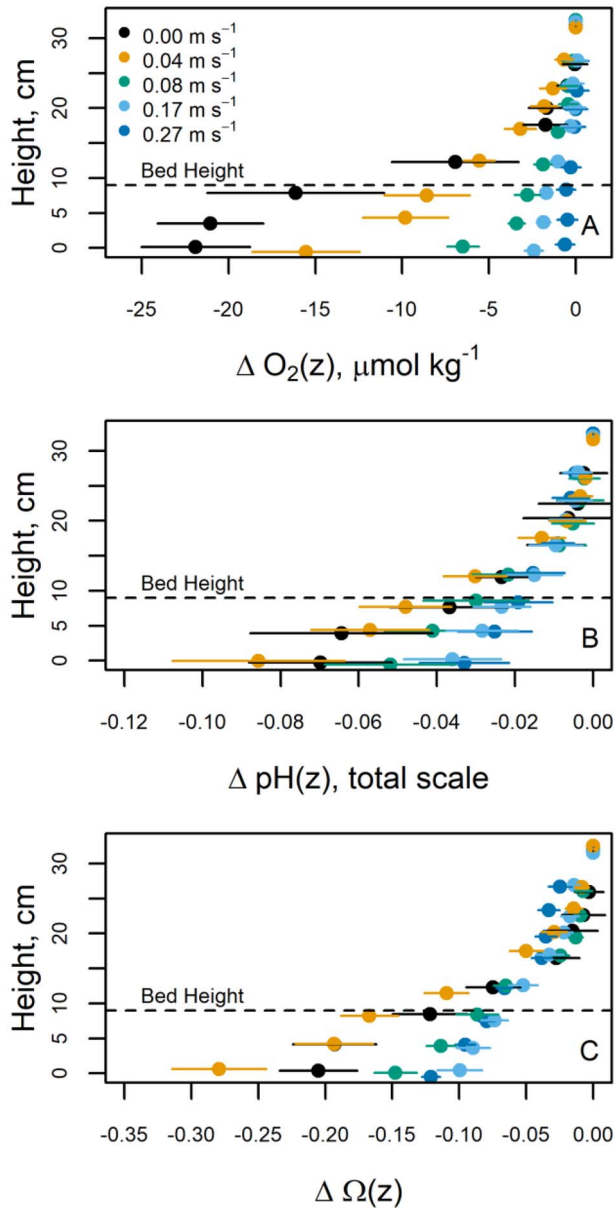 0.00 m s⁻¹
0.04 m s⁻¹
0.08 m s⁻¹
0.17 m s⁻¹
0.27 m s⁻¹
Height, cm
30
20
10
5
0
Bed Height
A
-25 -20 -15 -10 -5 0
Δ O₂(z), μmol kg⁻¹
Height, cm
30
20
10
5
0
Bed Height
B
-0.12 -0.10 -0.08 -0.06 -0.04 -0.02 0.00
Δ pH(z), total scale
Height, cm
30
20
10
5
0
Bed Height
C
-0.35 -0.30 -0.25 -0.20 -0.15 -0.10 -0.05 0.00
Δ Ω(z)